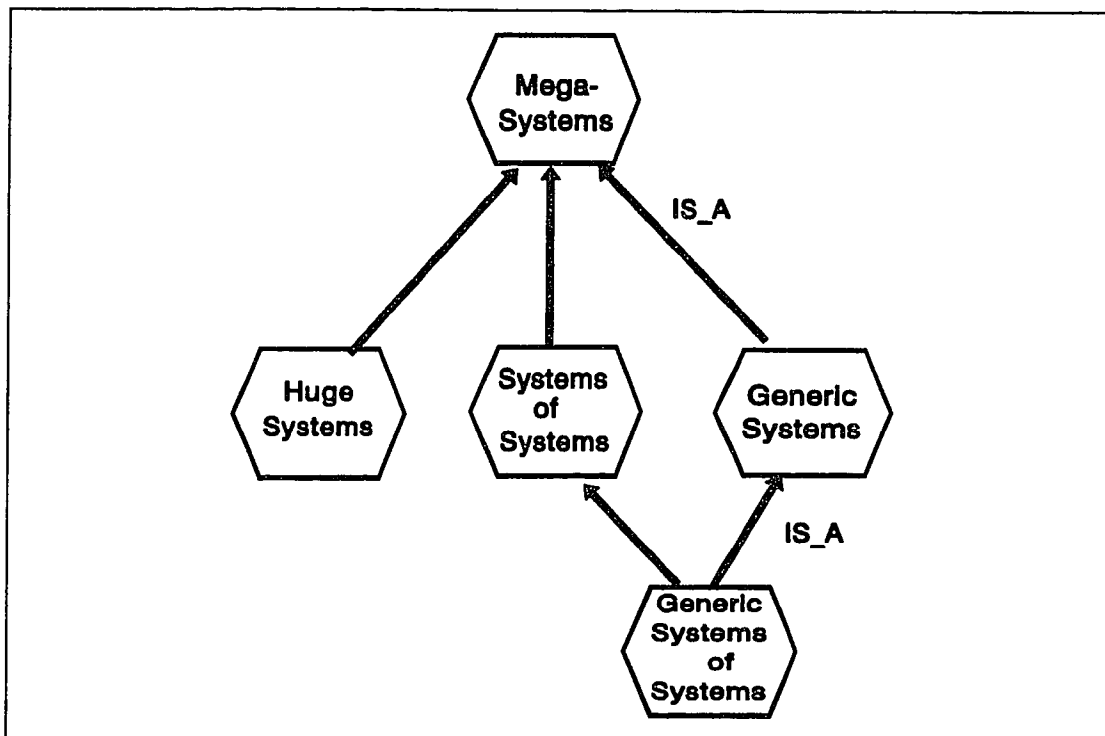 Mega-
Systems
IS_A
Huge
Systems
Systems
of
Systems
Generic
Systems
IS_A
Generic
Systems
of
Systems